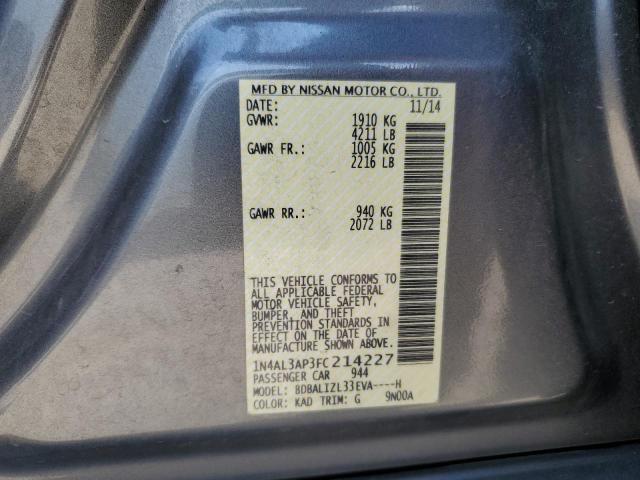 MFD BY NISSAN MOTOR CO., LTD.
DATE: 11/14
GVWR: 1910 KG
4211 LB
GAWR FR.: 1005 KG
2216 LB
GAWR RR.: 940 KG
2072 LB
THIS VEHICLE CONFORMS TO
ALL APPLICABLE FEDERAL
MOTOR VEHICLE SAFETY,
BUMPER, AND THEFT
PREVENTION STANDARDS IN
EFFECT ON THE DATE OF
MANUFACTURE SHOWN ABOVE.
1N4AL3AP3FC214227
PASSENGER CAR 944
MODEL: BDBALIZL33EVA----H
COLOR: KAD TRIM: G 9N00A